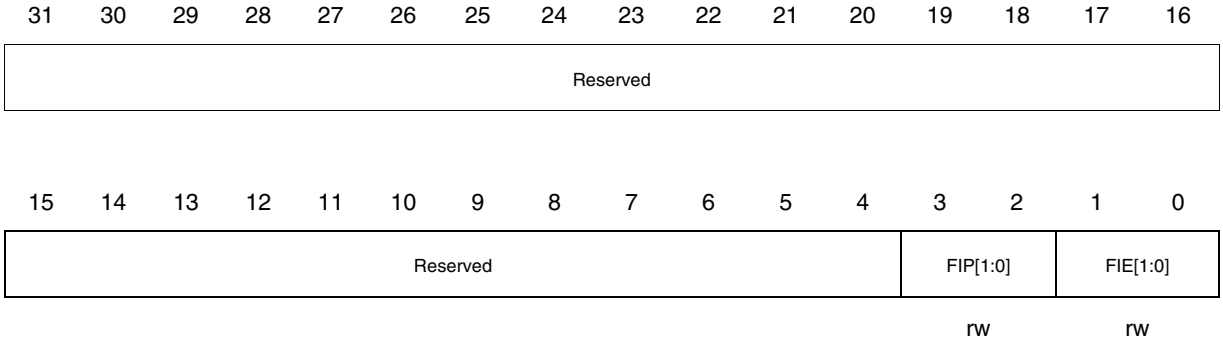 31 30 29 28 27 26 25 24 23 22 21 20 19 18 17 16
Reserved
15 14 13 12 11 10 9 8 7 6 5 4 3 2 1 0
Reserved FIP[1:0] FIE[1:0]
rw rw